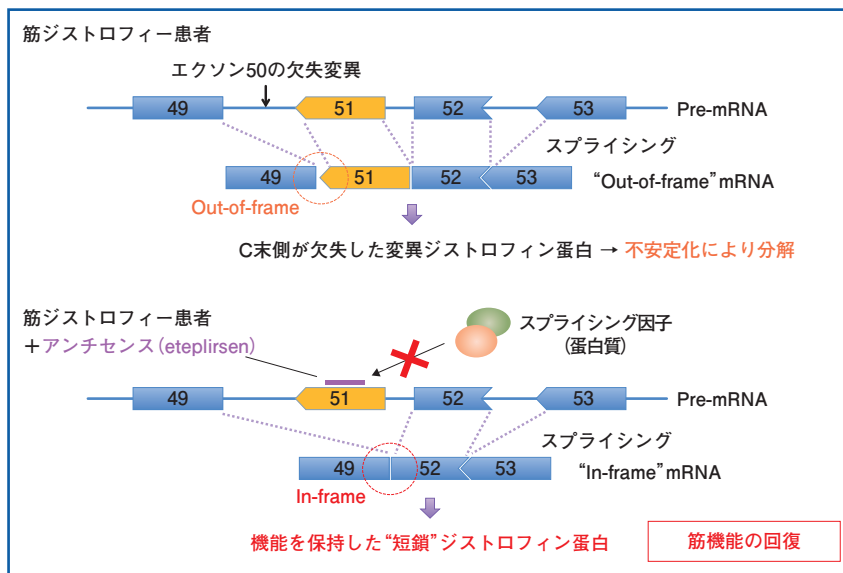 筋ジストロフィー患者
エクソン50の欠失変異
49
51
52
53
Pre-mRNA
スプライシング
49
51
52
53
“Out-of-frame”mRNA
Out-of-frame
C末側が欠失した変異ジストロフィン蛋白 → 不安定化により分解
筋ジストロフィー患者
＋アンチセンス(eteplirsen)
スプライシング因子
(蛋白質)
49
51
52
53
Pre-mRNA
スプライシング
49
52
53
“In-frame”mRNA
In-frame
機能を保持した“短鎖”ジストロフィン蛋白
筋機能の回復